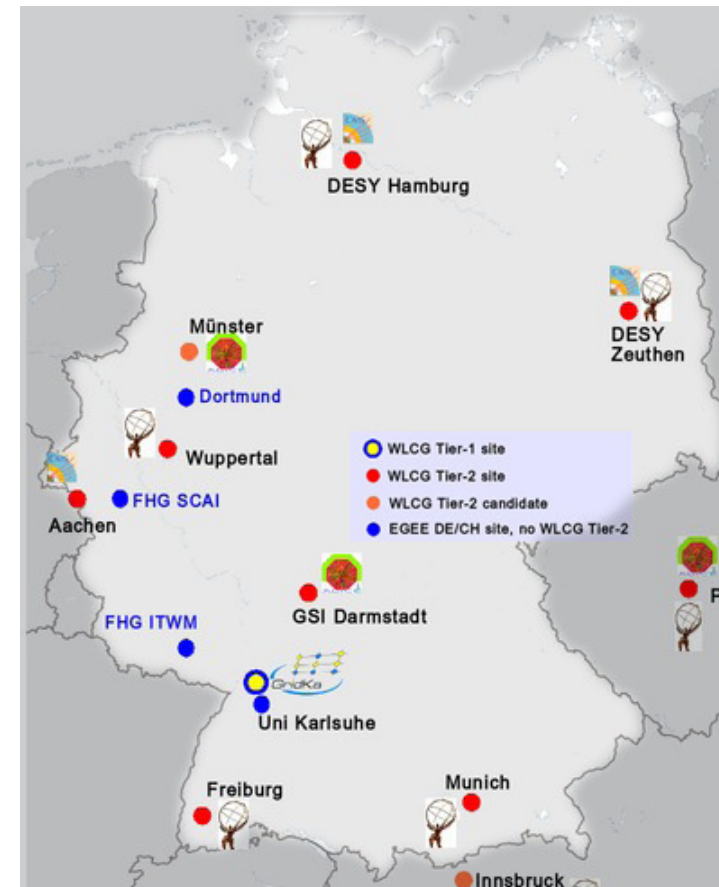 DESY Hamburg
DESY
Zeuthen
Münster
Dortmund
Wuppertal
WLCG Tier-1 site
WLCG Tier-2 site
WLCG Tier-2 candidate
EGEE DE/CH site, no WLCG Tier-2
FHG SCAI
Aachen
GSI Darmstadt
FHG ITWM
GridKa
Uni Karlsuhe
Freiburg
Munich
Innsbruck